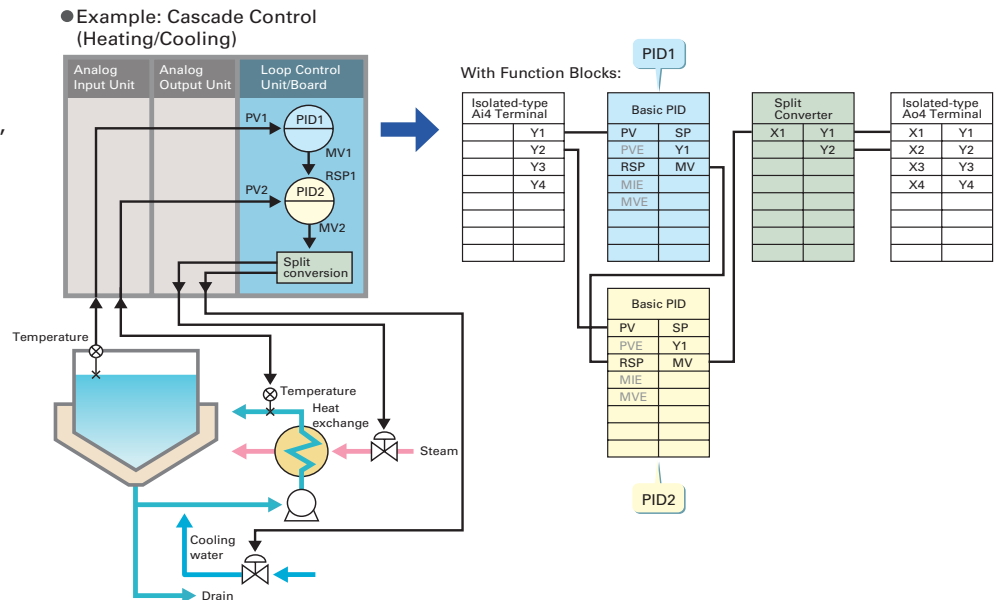 ,
●Example: Cascade Control
(Heating/Cooling)
Analog
Input Unit
Analog
Output Unit
Loop Control
Unit/Board
PV1
PID1
MV1
RSP1
PV2
PID2
MV2
Split
conversion
Temperature
Temperature
Heat
exchange
Steam
Cooling
water
Drain
With Function Blocks:
PID1
Isolated-type
Ai4 Terminal
Y1
Y2
Y3
Y4
Basic PID
PV SP
PVE Y1
RSP MV
MIE
MVE
Split
Converter
X1 Y1
Y2
Isolated-type
Ao4 Terminal
X1 Y1
X2 Y2
X3 Y3
X4 Y4
Basic PID
PV SP
PVE Y1
RSP MV
MIE
MVE
PID2